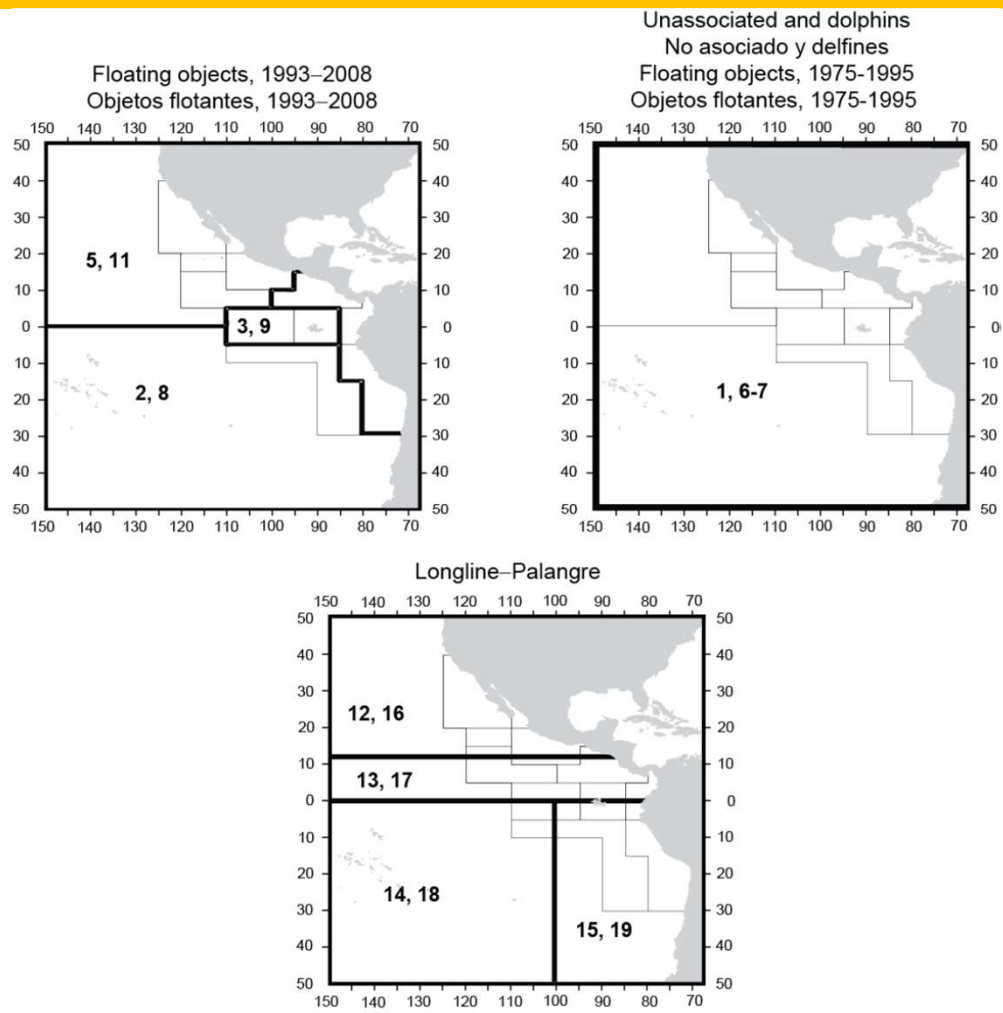 Floating objects, 1993–2008
Objetos flotantes, 1993–2008
150 140 130 120 110 100 90 80 70
50 50
40 40
30 30
20 20
5, 11
10 10
0 3, 9 0
10 10
2, 8
20 20
30 30
40 40
50 50
150 140 130 120 110 100 90 80 70
Unassociated and dolphins
No asociado y delfines
Floating objects, 1975-1995
Objetos flotantes, 1975-1995
150 140 130 120 110 100 90 80 70
50 50
40 40
30 30
20 20
10 10
0 0
10 10
1, 6-7
20 20
30 30
40 40
50 50
150 140 130 120 110 100 90 80 70
Longline–Palangre
150 140 130 120 110 100 90 80 70
50 50
40 40
30 30
12, 16
20 20
10 10
13, 17
0 0
10 10
20 20
14, 18
30 30
15, 19
40 40
50 50
150 140 130 120 110 100 90 80 70